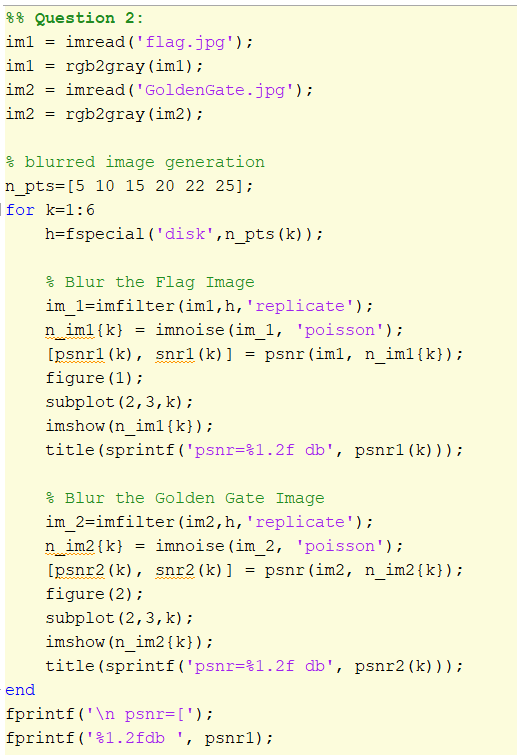 %% Question 2:
im1 = imread('flag.jpg');
im1 = rgb2gray(im1);
im2 = imread('GoldenGate.jpg');
im2 = rgb2gray(im2);

% blurred image generation
n_pts=[5 10 15 20 22 25];
for k=1:6
    h=fspecial('disk',n_pts(k));

    % Blur the Flag Image
    im_1=imfilter(im1,h,'replicate');
    n_im1{k} = imnoise(im_1, 'poisson');
    [psnr1(k), snr1(k)] = psnr(im1, n_im1{k});
    figure(1);
    subplot(2,3,k);
    imshow(n_im1{k});
    title(sprintf('psnr=%1.2f db', psnr1(k)));

    % Blur the Golden Gate Image
    im_2=imfilter(im2,h,'replicate');
    n_im2{k} = imnoise(im_2, 'poisson');
    [psnr2(k), snr2(k)] = psnr(im2, n_im2{k});
    figure(2);
    subplot(2,3,k);
    imshow(n_im2{k});
    title(sprintf('psnr=%1.2f db', psnr2(k)));
end
fprintf('\n psnr=[');
fprintf('%1.2fdb ', psnr1);